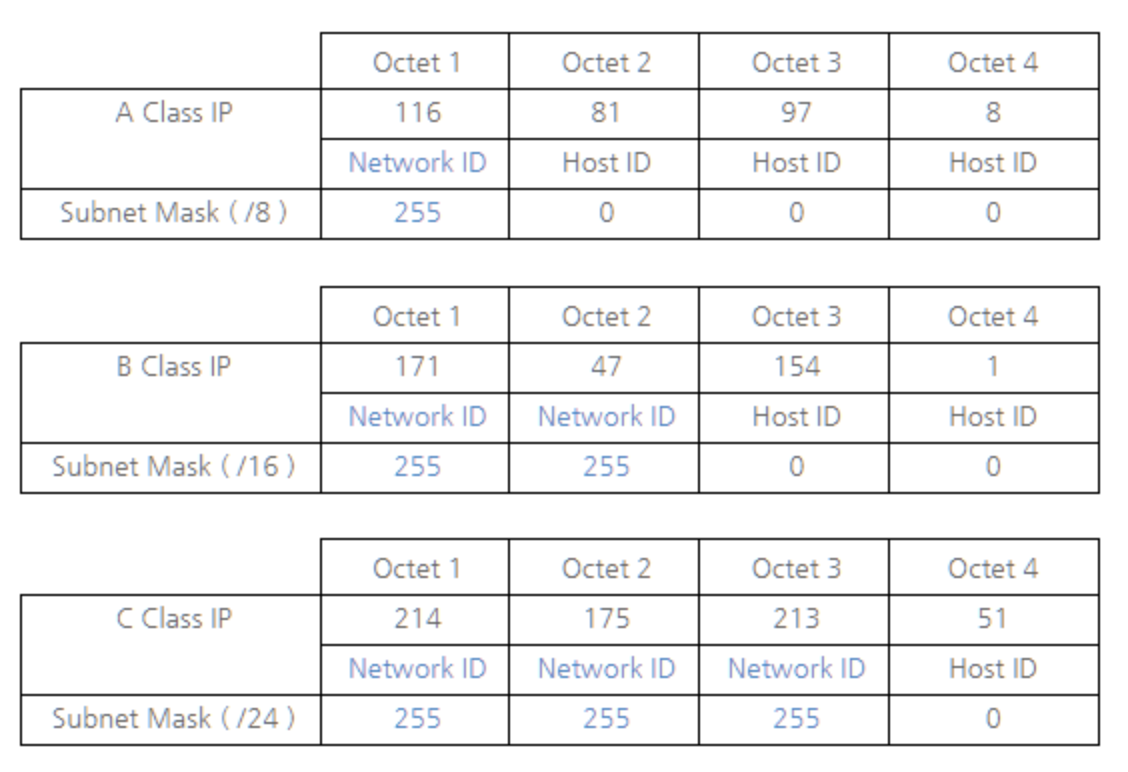 Octet 1 Octet 2 Octet 3 Octet 4
A Class IP 116 81 97 8
Network ID Host ID Host ID Host ID
Subnet Mask ( /8 ) 255 0 0 0
Octet 1 Octet 2 Octet 3 Octet 4
B Class IP 171 47 154 1
Network ID Network ID Host ID Host ID
Subnet Mask ( /16 ) 255 255 0 0
Octet 1 Octet 2 Octet 3 Octet 4
C Class IP 214 175 213 51
Network ID Network ID Network ID Host ID
Subnet Mask ( /24 ) 255 255 255 0